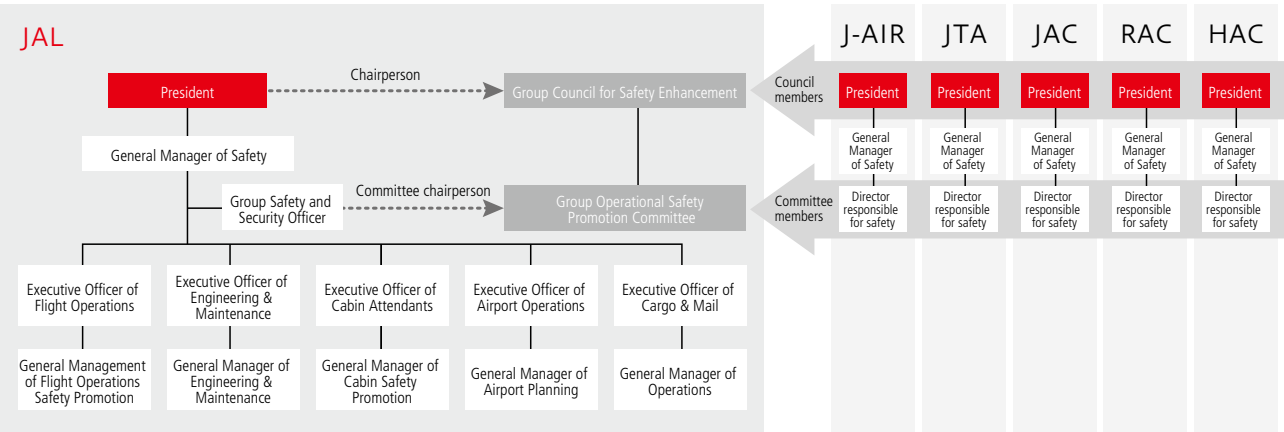 JAL
J-AIR
JTA
JAC
RAC
HAC
President
Chairperson
Group Council for Safety Enhancement
Council
members
President
President
President
President
President
General Manager of Safety
General
Manager
of Safety
General
Manager
of Safety
General
Manager
of Safety
General
Manager
of Safety
General
Manager
of Safety
Group Safety and
Security Officer
Committee chairperson
Group Operational Safety
Promotion Committee
Committee
members
Director
responsible
for safety
Director
responsible
for safety
Director
responsible
for safety
Director
responsible
for safety
Director
responsible
for safety
Executive Officer of
Flight Operations
Executive Officer of
Engineering &
Maintenance
Executive Officer of
Cabin Attendants
Executive Officer of
Airport Operations
Executive Officer of
Cargo & Mail
General Management
of Flight Operations
Safety Promotion
General Manager of
Engineering &
Maintenance
General Manager of
Cabin Safety
Promotion
General Manager of
Airport Planning
General Manager of
Operations